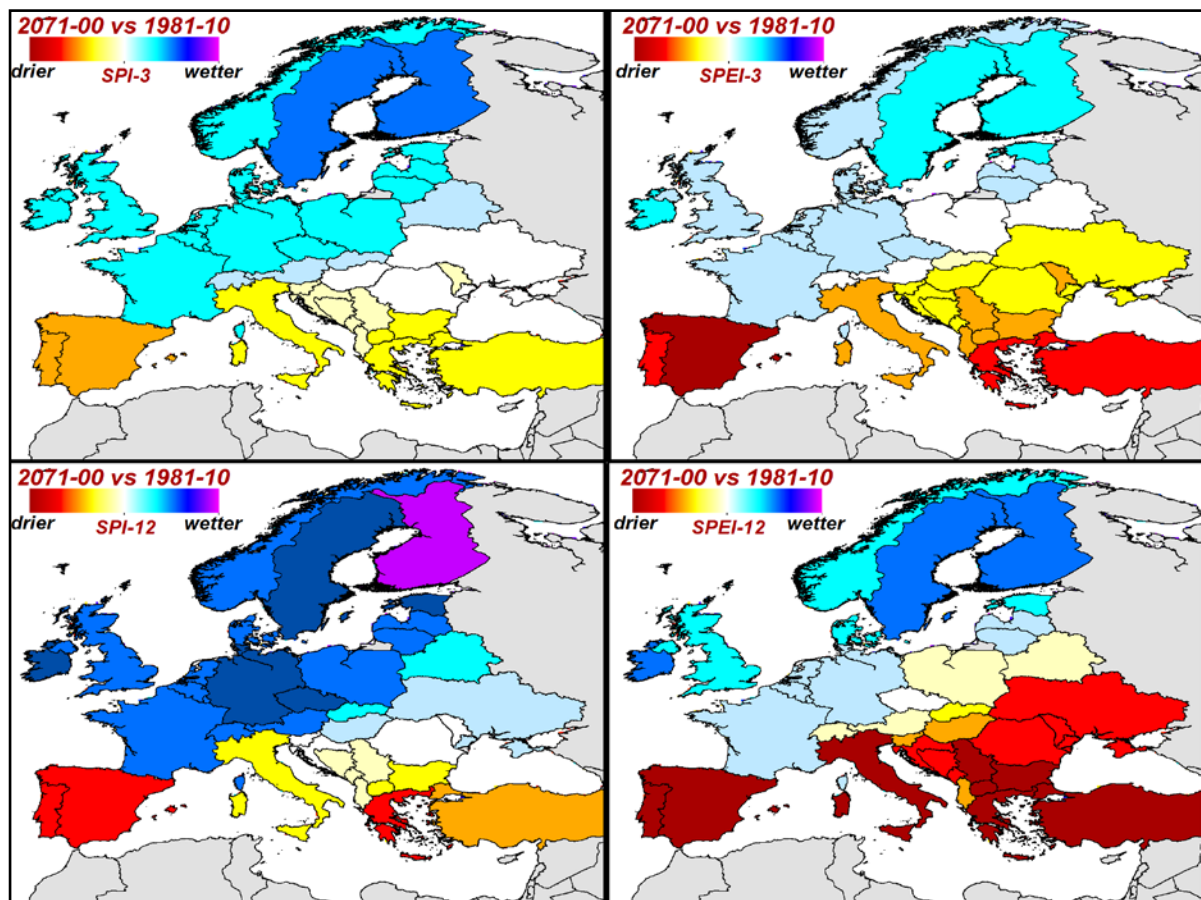 2071-00 vs 1981-10
drier SPI-3 wetter
2071-00 vs 1981-10
drier SPEI-3 wetter
2071-00 vs 1981-10
drier SPI-12 wetter
2071-00 vs 1981-10
drier SPEI-12 wetter